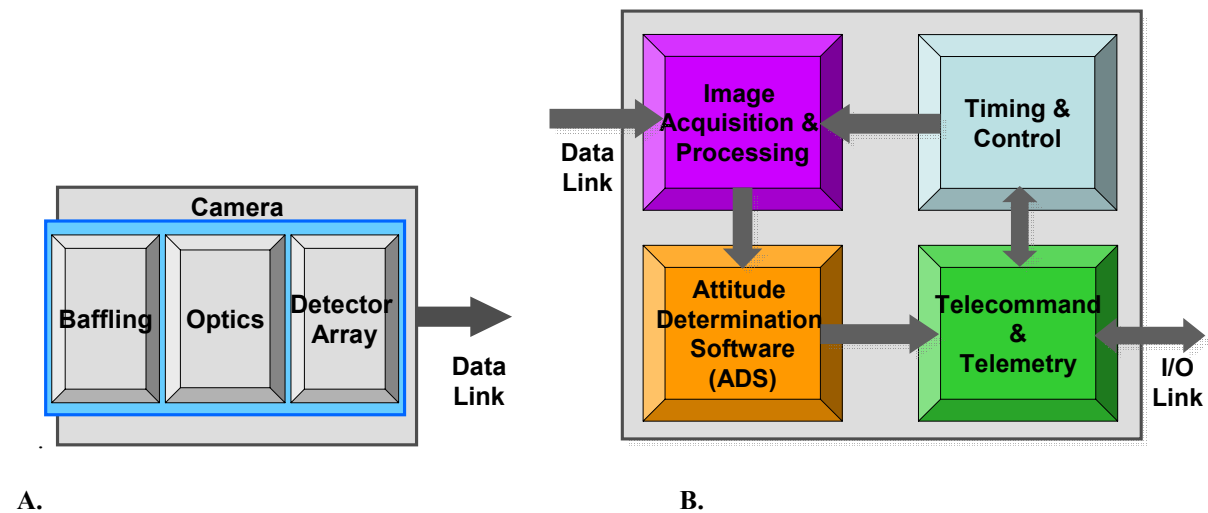 Camera
Baffling
Optics
Detector
Array
Data
Link
A.
Data
Link
Image
Acquisition &
Processing
Timing &
Control
Attitude
Determination
Software
(ADS)
Telecommand
&
Telemetry
I/O
Link
B.